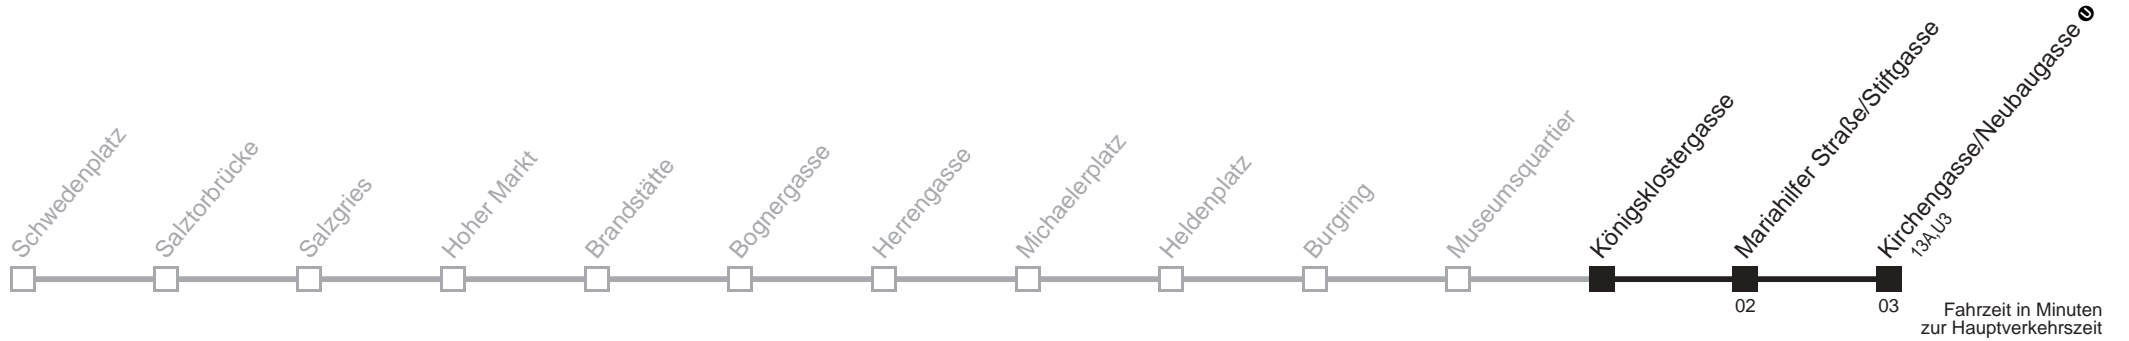 Schwedenplatz
Salztorbrücke
Salzgries
Hoher Markt
Brandstätte
Bognergasse
Herrengasse
Michaelerplatz
Heldenplatz
Burgring
Museumsquartier
Königsklostergasse
Mariahilfer Straße/Stiftgasse
Kirchengasse/Neubaugasse U
13A,U3
02
03
Fahrzeit in Minuten
zur Hauptverkehrszeit